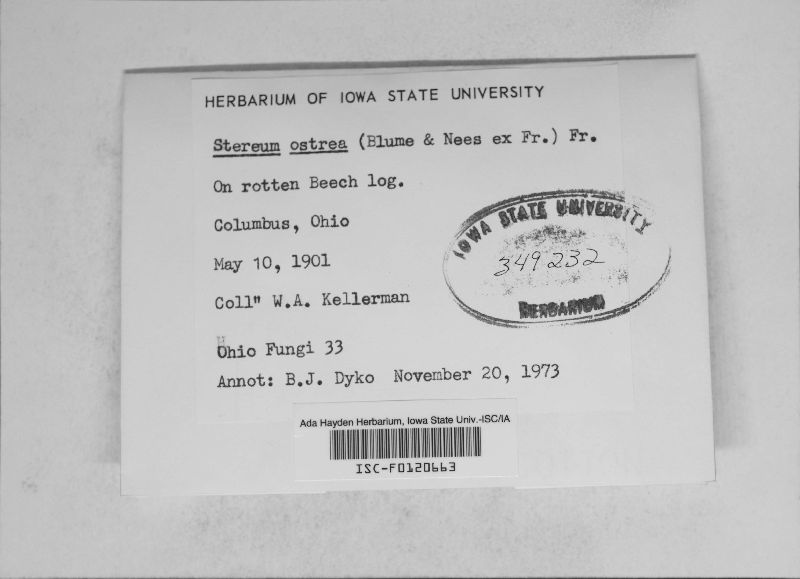 HERBARIUM OF IOWA STATE UNIVERSITY
Stereum ostrea (Blume & Nees ex Fr.) Fr.
On rotten Beech log.
Columbus, Ohio
May 10, 1901
Coll" W.A. Kellerman
Ohio Fungi 33
Annot: B.J. Dyko November 20, 1973
IOWA STATE UNIVERSITY
349232
HERBARIUM
Ada Hayden Herbarium, Iowa State Univ.-ISC/IA
ISC-F0120663